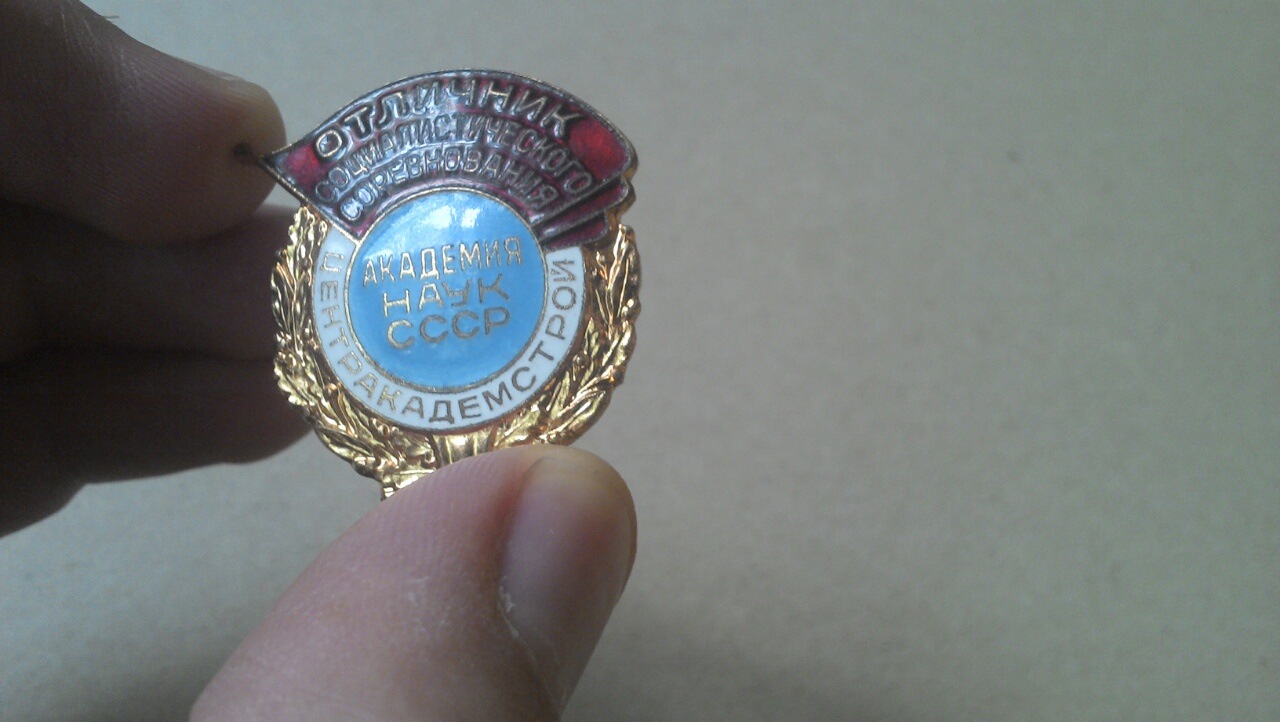 ОТЛИЧНИК
СОЦИАЛИСТИЧЕСКОГО
СОРЕВНОВАНИЯ
АКАДЕМИЯ
НАУК
СССР
ЦЕНТРАКАДЕМСТРОЙ